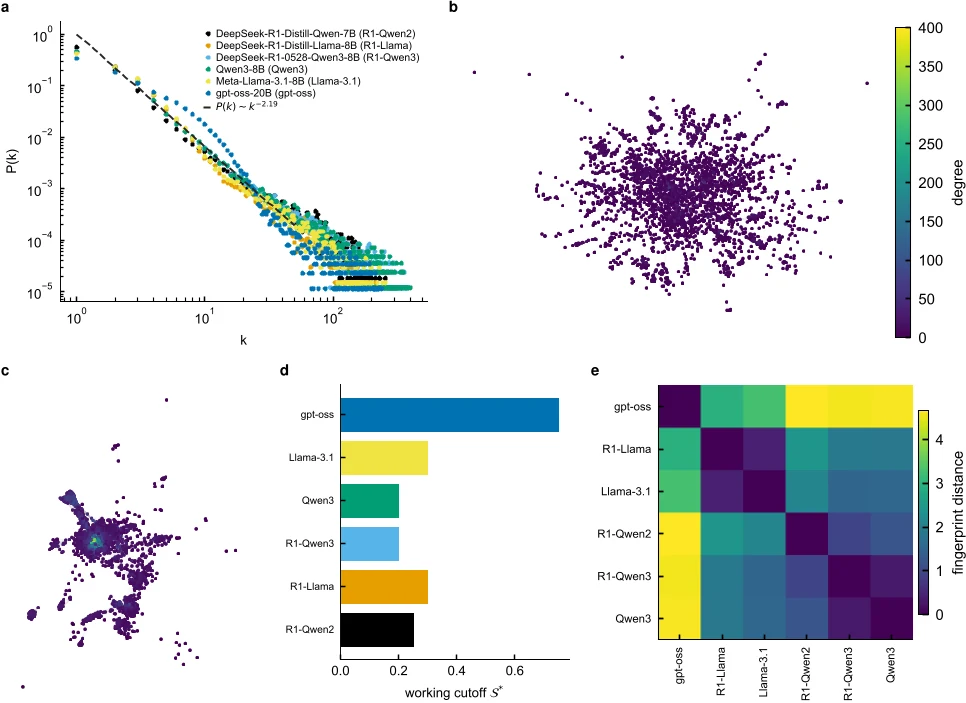 a
10^0
10^-1
10^-2
10^-3
10^-4
10^-5
P(k)
10^0
10^1
10^2
k
DeepSeek-R1-Distill-Qwen-7B (R1-Qwen2)
DeepSeek-R1-Distill-Llama-8B (R1-Llama)
DeepSeek-R1-0528-Qwen3-8B (R1-Qwen3)
Qwen3-8B (Qwen3)
Meta-Llama-3.1-8B (Llama-3.1)
gpt-oss-20B (gpt-oss)
P(k) ~ k^-2.19
b
400
350
300
250
200
150
100
50
0
degree
c
d
gpt-oss
Llama-3.1
Qwen3
R1-Qwen3
R1-Llama
R1-Qwen2
0.0
0.2
0.4
0.6
working cutoff S*
e
gpt-oss
R1-Llama
Llama-3.1
R1-Qwen2
R1-Qwen3
Qwen3
gpt-oss
R1-Llama
Llama-3.1
R1-Qwen2
R1-Qwen3
Qwen3
4
3
2
1
0
fingerprint distance